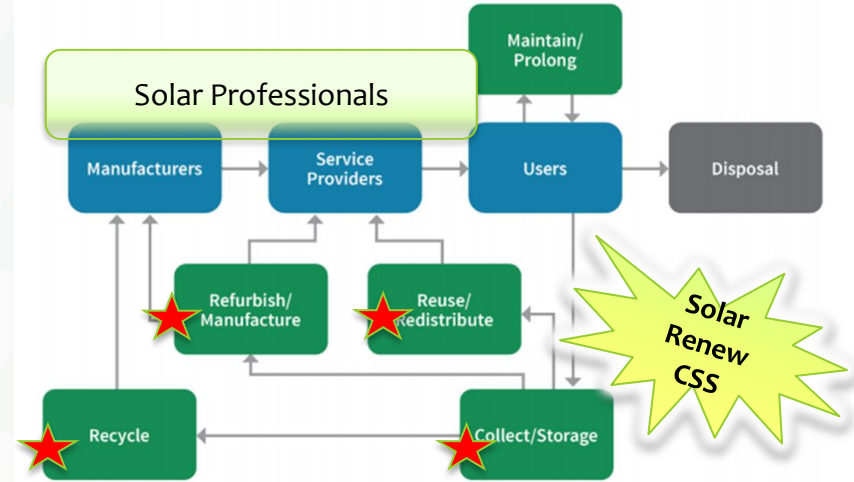 Maintain/
Prolong
Solar Professionals
Manufacturers
Service
Providers
Users
Disposal
Refurbish/
Manufacture
Reuse/
Redistribute
Solar
Renew
CSS
Recycle
Collect/Storage